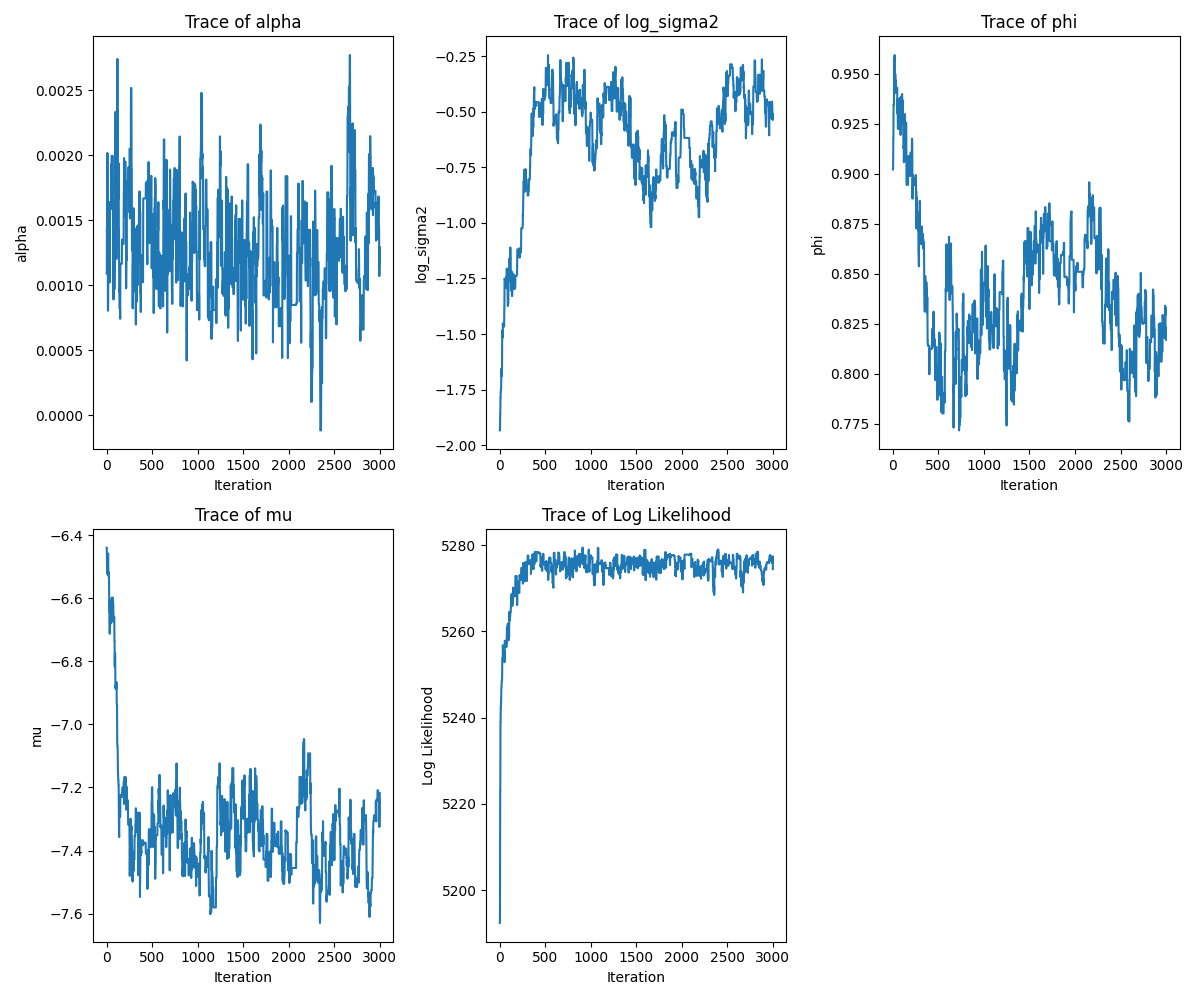 Trace of alpha
alpha
0.0025
0.0020
0.0015
0.0010
0.0005
0.0000
0 500 1000 1500 2000 2500 3000
Iteration
Trace of log_sigma2
log_sigma2
−0.25
−0.50
−0.75
−1.00
−1.25
−1.50
−1.75
−2.00
0 500 1000 1500 2000 2500 3000
Iteration
Trace of phi
phi
0.950
0.925
0.900
0.875
0.850
0.825
0.800
0.775
0 500 1000 1500 2000 2500 3000
Iteration
Trace of mu
mu
−6.4
−6.6
−6.8
−7.0
−7.2
−7.4
−7.6
0 500 1000 1500 2000 2500 3000
Iteration
Trace of Log Likelihood
Log Likelihood
5280
5260
5240
5220
5200
0 500 1000 1500 2000 2500 3000
Iteration